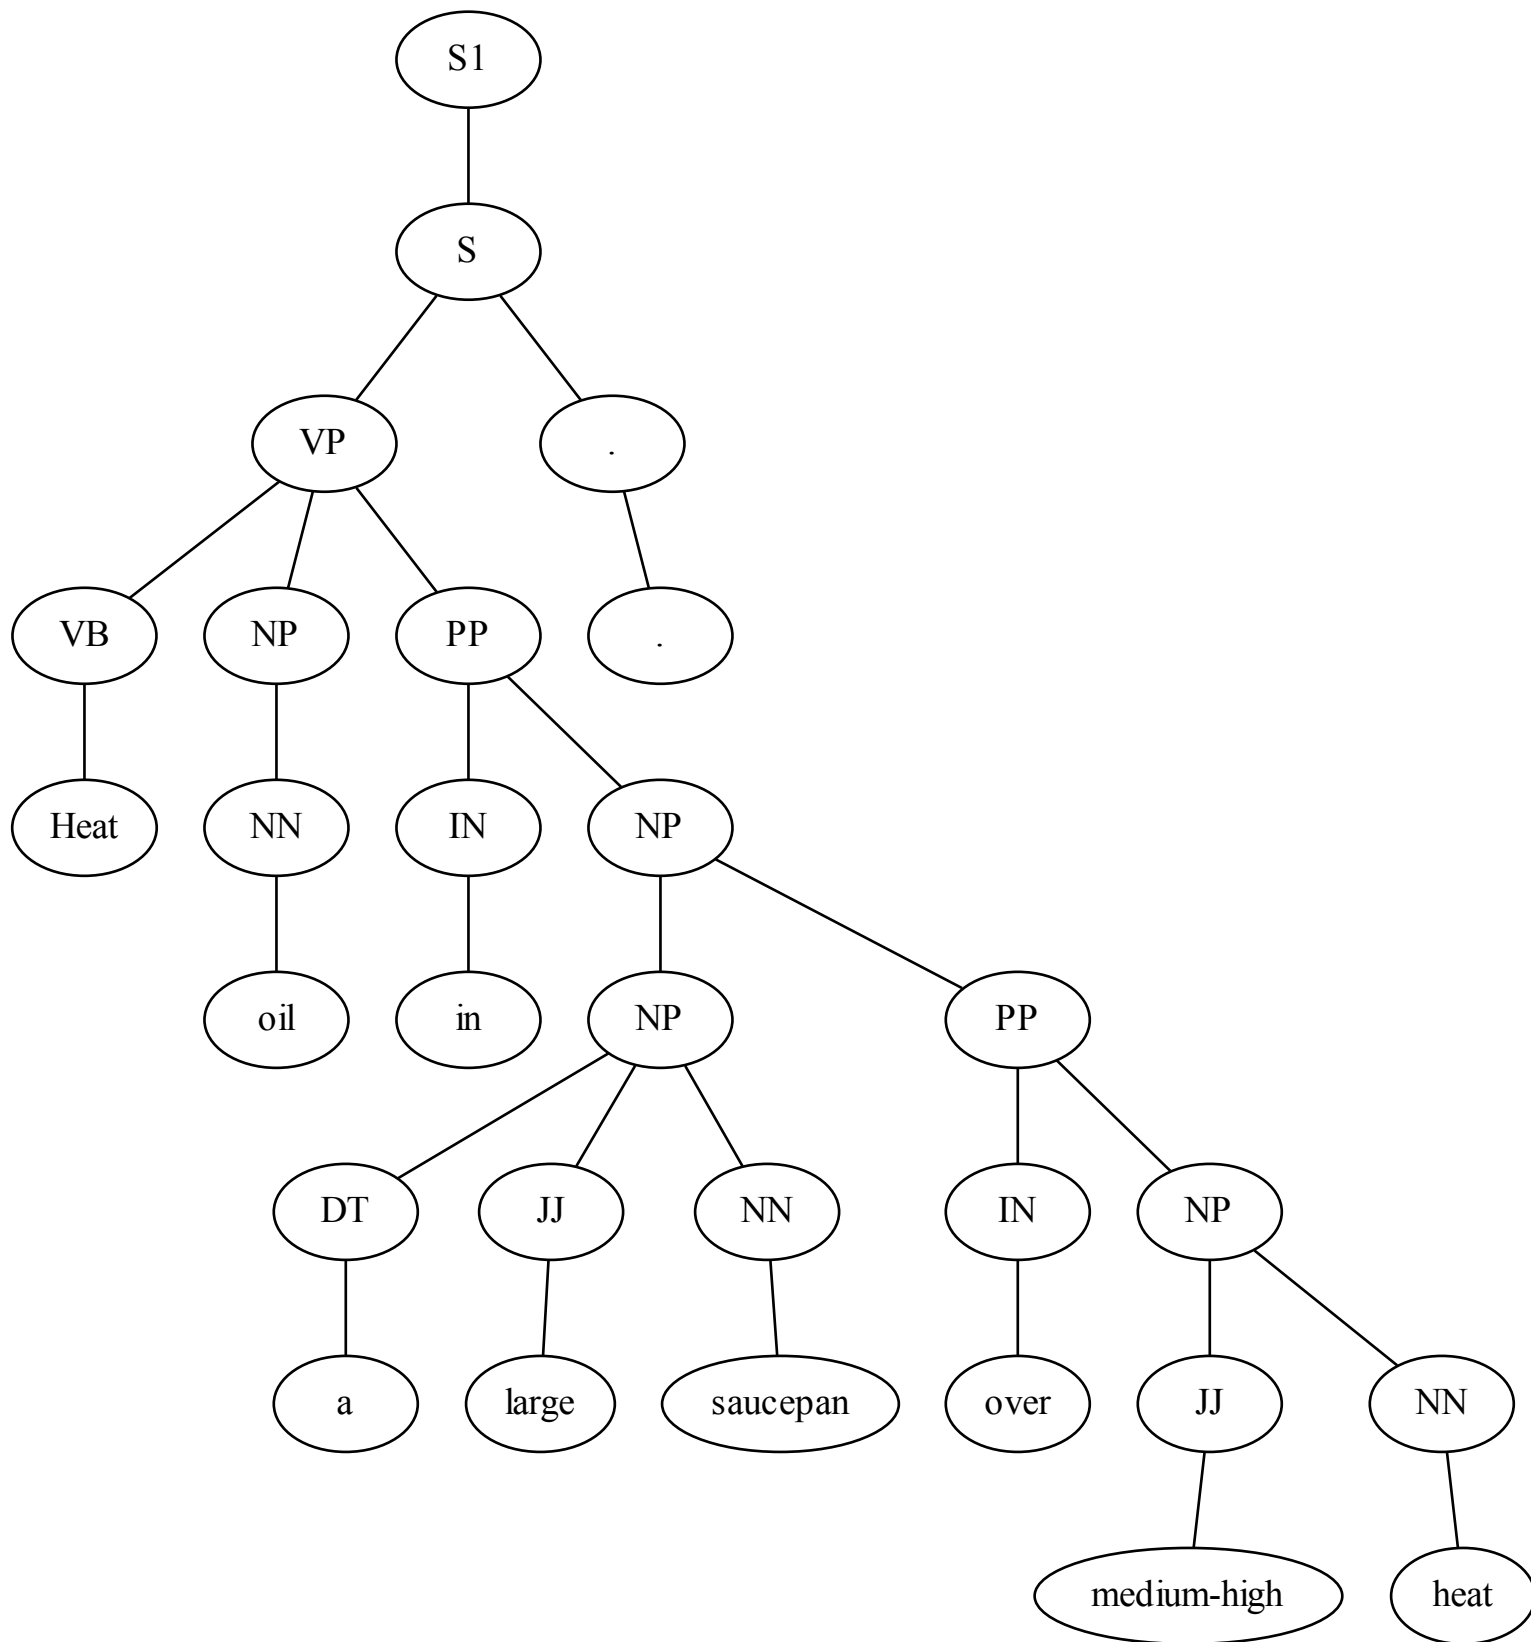 S1
S
VP .
VB NP PP .
Heat NN IN NP
oil in NP PP
DT JJ NN IN NP
a large saucepan over JJ NN
medium-high heat